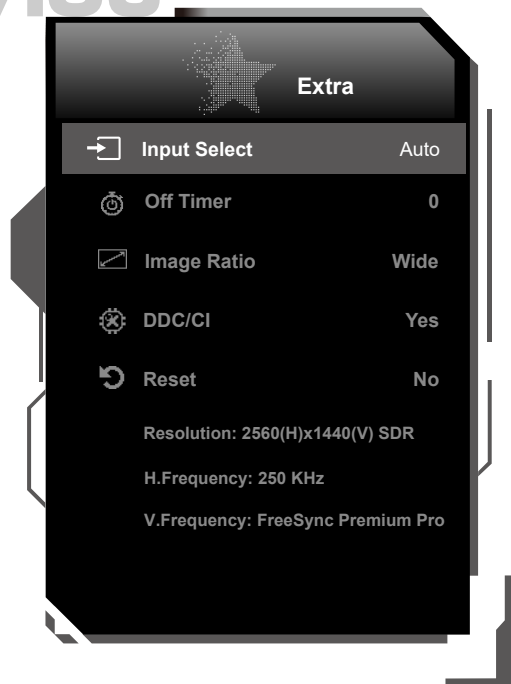 Extra
Input Select Auto
Off Timer 0
Image Ratio Wide
DDC/CI Yes
Reset No
Resolution: 2560(H)x1440(V) SDR
H.Frequency: 250 KHz
V.Frequency: FreeSync Premium Pro